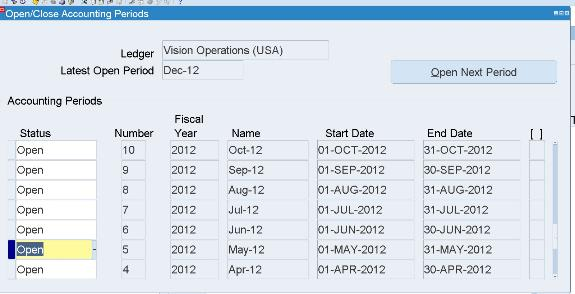 Open/Close Accounting Periods
Ledger Vision Operations (USA)
Latest Open Period Dec-12
Open Next Period
Accounting Periods
Fiscal
Status Number Year Name Start Date End Date [ ]
Open 10 2012 Oct-12 01-OCT-2012 31-OCT-2012
Open 9 2012 Sep-12 01-SEP-2012 30-SEP-2012
Open 8 2012 Aug-12 01-AUG-2012 31-AUG-2012
Open 7 2012 Jul-12 01-JUL-2012 31-JUL-2012
Open 6 2012 Jun-12 01-JUN-2012 30-JUN-2012
Open 5 2012 May-12 01-MAY-2012 31-MAY-2012
Open 4 2012 Apr-12 01-APR-2012 30-APR-2012